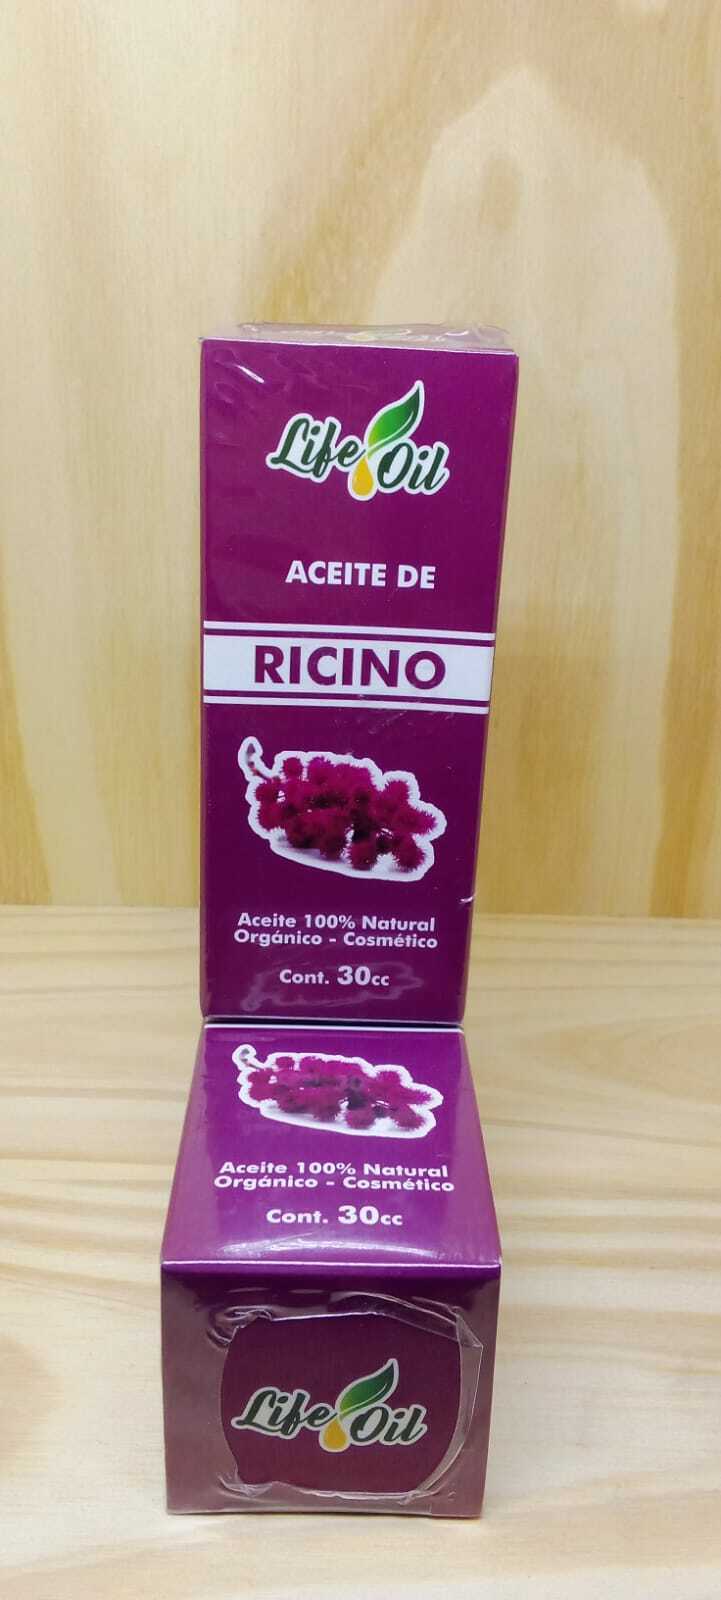 Life Oil
ACEITE DE
RICINO
Aceite 100% Natural
Orgánico - Cosmético
Cont. 30cc
Aceite 100% Natural
Orgánico - Cosmético
Cont. 30cc
Life Oil